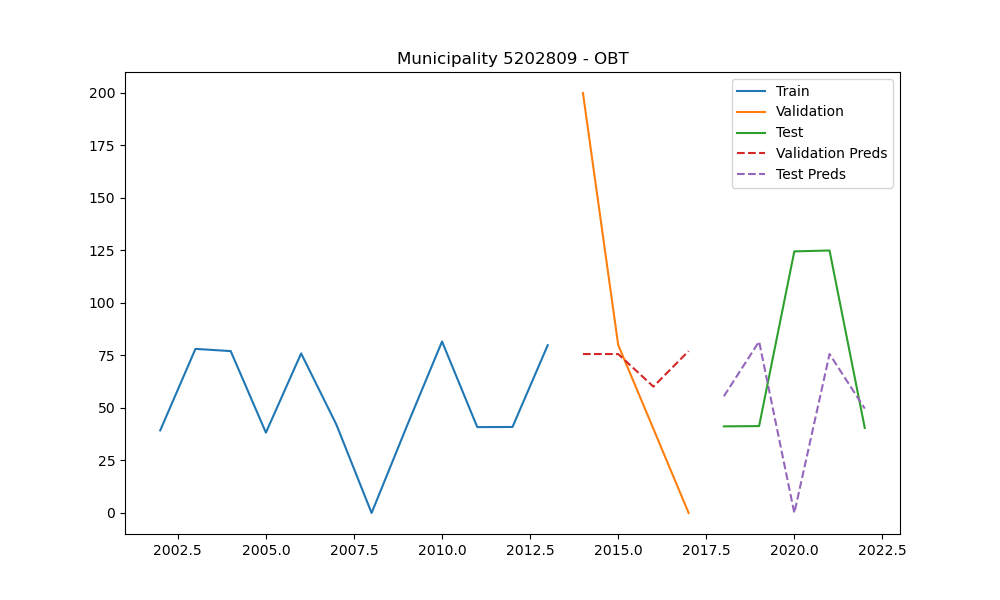 Municipality 5202809 - OBT
Train
Validation
Test
Validation Preds
Test Preds
200
175
150
125
100
75
50
25
0
2002.5 2005.0 2007.5 2010.0 2012.5 2015.0 2017.5 2020.0 2022.5